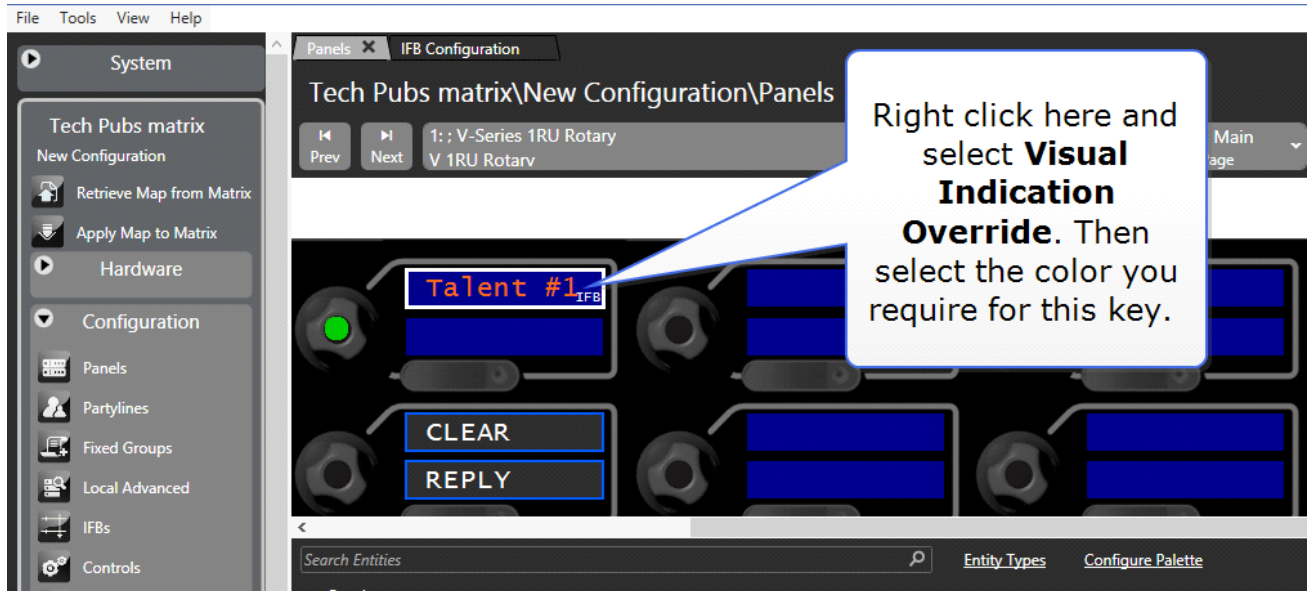 File Tools View Help
System
Tech Pubs matrix
New Configuration
Retrieve Map from Matrix
Apply Map to Matrix
Hardware
Configuration
Panels
Partylines
Fixed Groups
Local Advanced
IFBs
Controls
Panels IFB Configuration
Tech Pubs matrix\New Configuration\Panels
Prev Next
1: ; V-Series 1RU Rotary
V 1RU Rotary
Main
Right click here and
select Visual
Indication
Override. Then
select the color you
require for this key.
Talent #1 IFB
CLEAR
REPLY
Search Entities
Entity Types Configure Palette